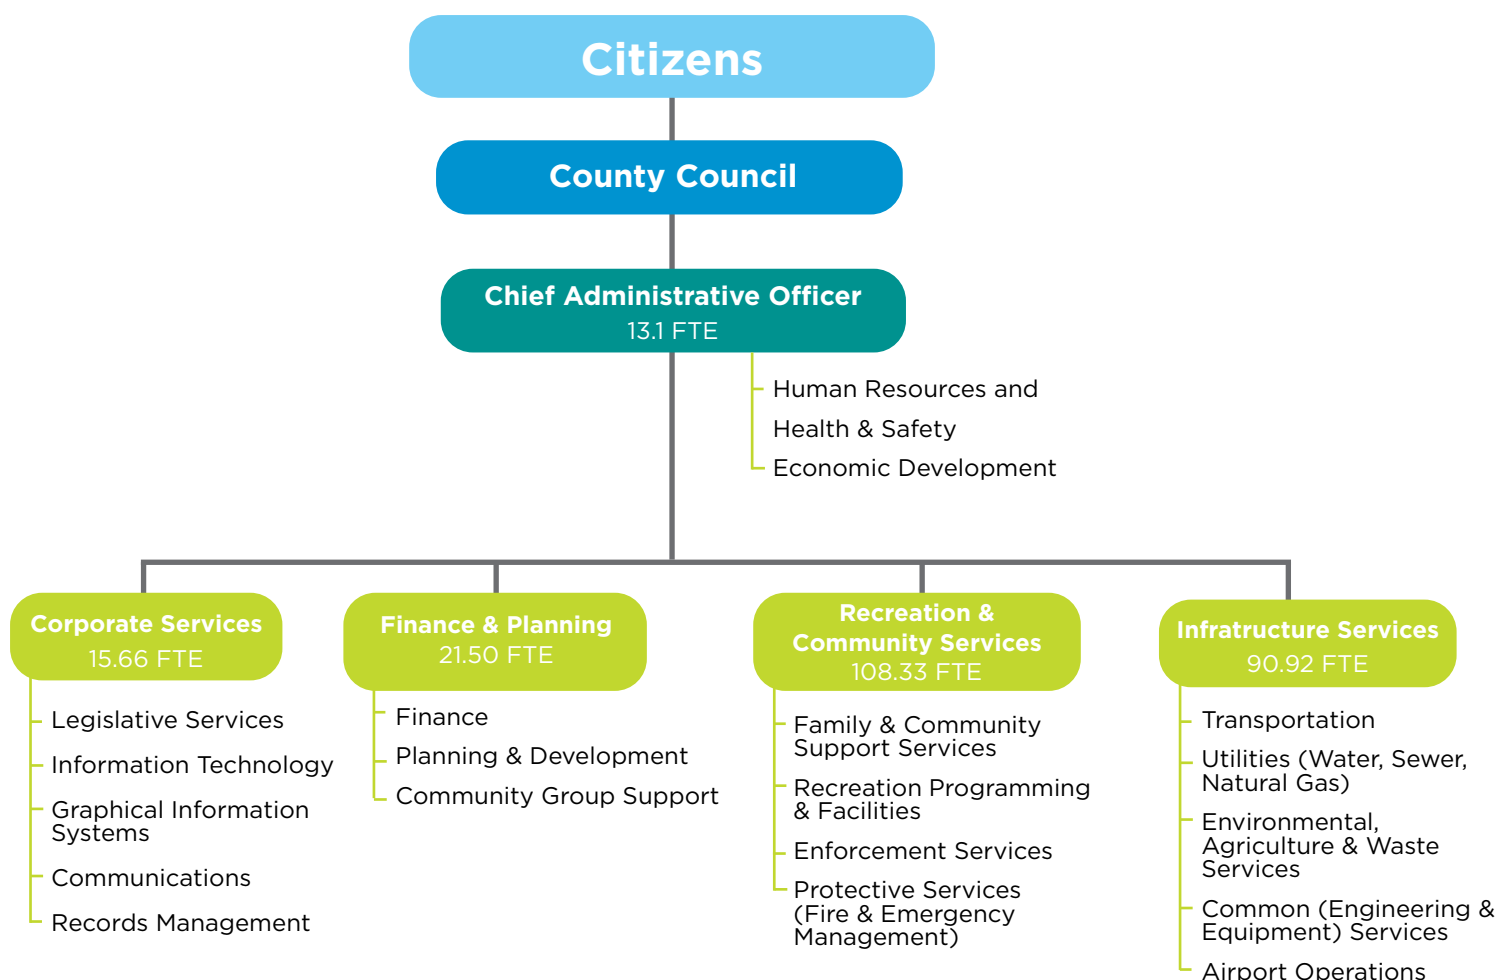 Citizens
County Council
Chief Administrative Officer
13.1 FTE
Human Resources and
Health & Safety
Economic Development
Corporate Services
15.66 FTE
Legislative Services
Information Technology
Graphical Information
Systems
Communications
Records Management
Finance & Planning
21.50 FTE
Finance
Planning & Development
Community Group Support
Recreation &
Community Services
108.33 FTE
Family & Community
Support Services
Recreation Programming
& Facilities
Enforcement Services
Protective Services
(Fire & Emergency
Management)
Infratructure Services
90.92 FTE
Transportation
Utilities (Water, Sewer,
Natural Gas)
Environmental,
Agriculture & Waste
Services
Common (Engineering &
Equipment) Services
Airport Operations